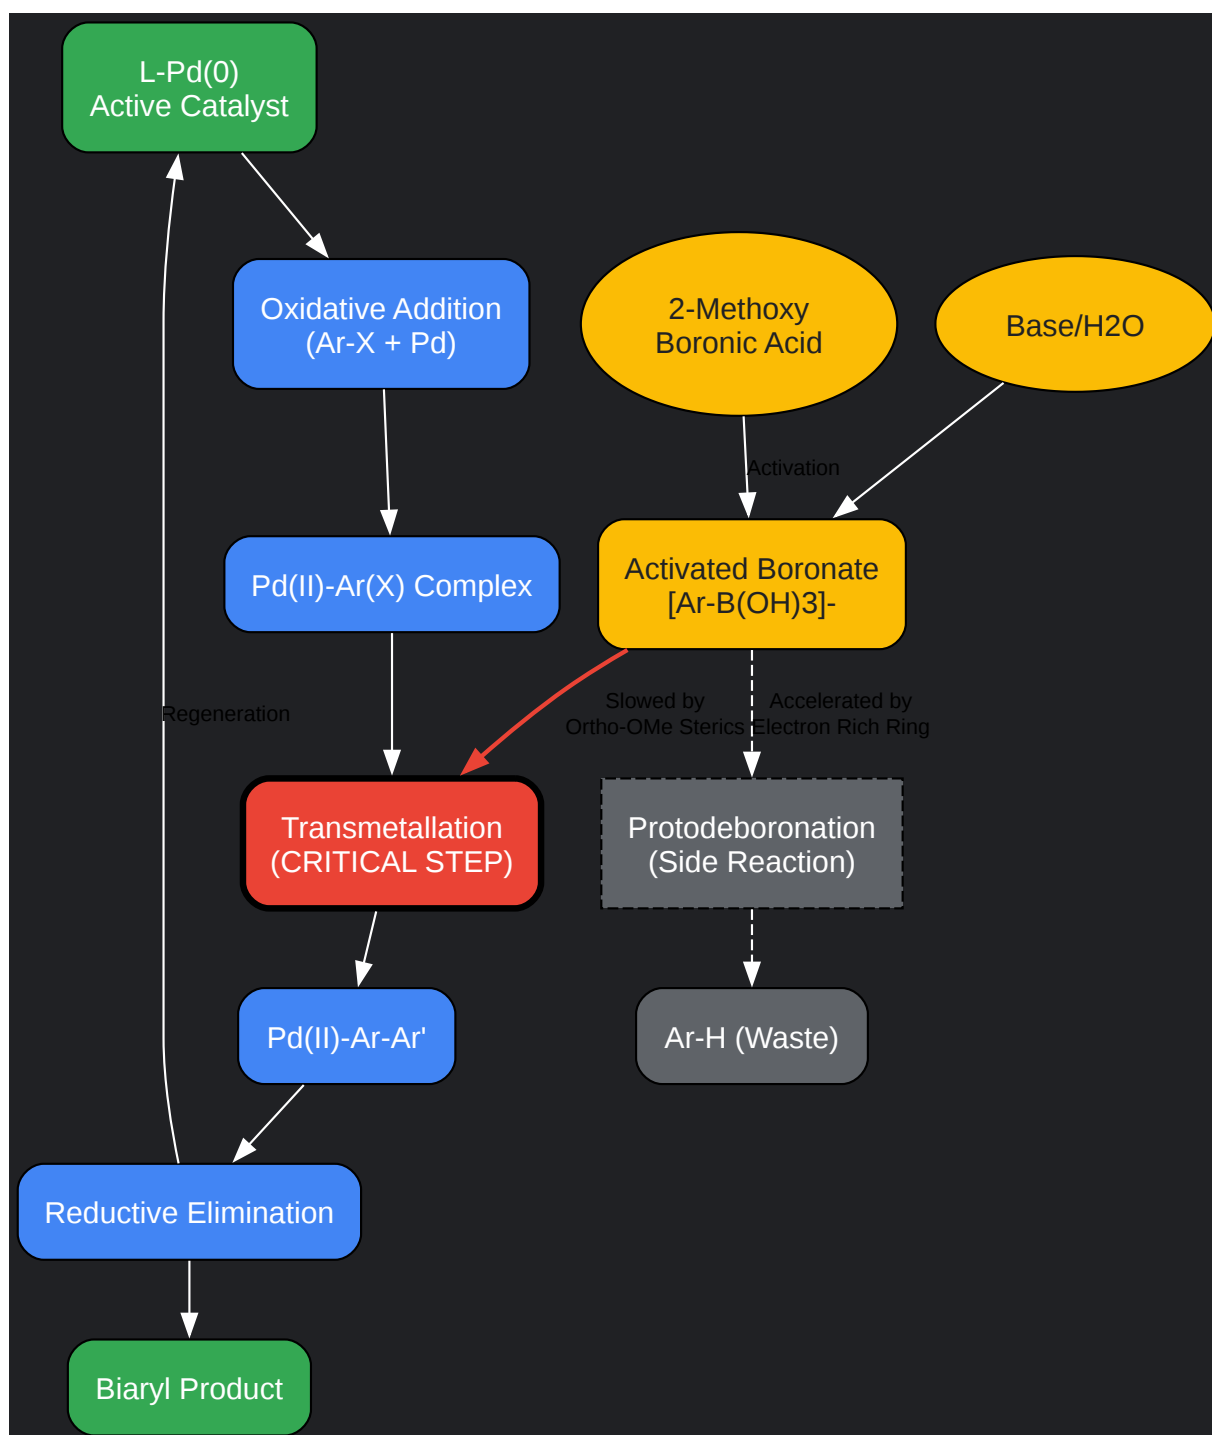 L-Pd(0)
Active Catalyst
Oxidative Addition
(Ar-X + Pd)
2-Methoxy
Boronic Acid
Base/H2O
Activation
Pd(II)-Ar(X) Complex
Activated Boronate
[Ar-B(OH)3]-
Regeneration
Slowed by
Ortho-OMe Sterics
Accelerated by
Electron Rich Ring
Transmetallation
(CRITICAL STEP)
Protodeboronation
(Side Reaction)
Pd(II)-Ar-Ar'
Ar-H (Waste)
Reductive Elimination
Biaryl Product